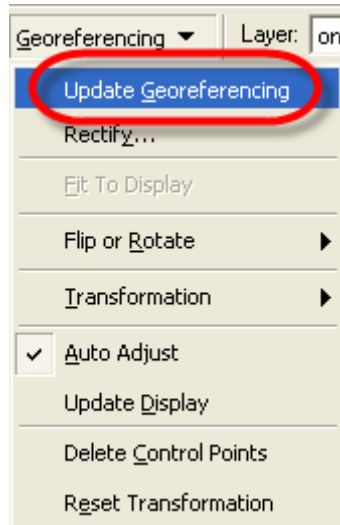 Georeferencing Layer: on
Update Georeferencing
Rectify...
Fit To Display
Flip or Rotate
Transformation
Auto Adjust
Update Display
Delete Control Points
Reset Transformation